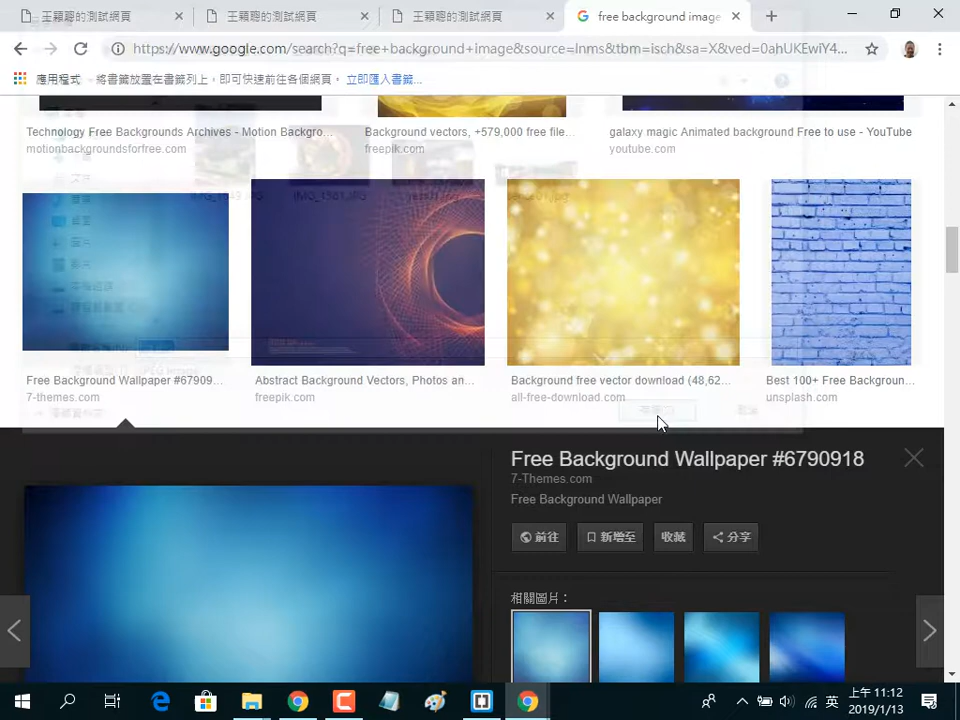 王穎聰的測試網頁
王穎聰的測試網頁
王穎聰的測試網頁
free background image
https://www.google.com/search?q=free+background+image&source=lnms&tbm=isch&sa=X&ved=0ahUKEwiY4...
應用程式
將書籤放置在書籤列上，即可快速前往各個網頁。
立即匯入書籤...
Technology Free Backgrounds Archives - Motion Backgro...
motionbackgroundsforfree.com
Background vectors, +579,000 free file...
freepik.com
galaxy magic Animated background Free to use - YouTube
youtube.com
Free Background Wallpaper #67909...
7-themes.com
Abstract Background Vectors, Photos an...
freepik.com
Background free vector download (48,62...
all-free-download.com
Best 100+ Free Backgroun...
unsplash.com
Free Background Wallpaper #6790918
7-Themes.com
Free Background Wallpaper
前往
新增至
收藏
分享
相關圖片：
英
上午 11:12
2019/1/13